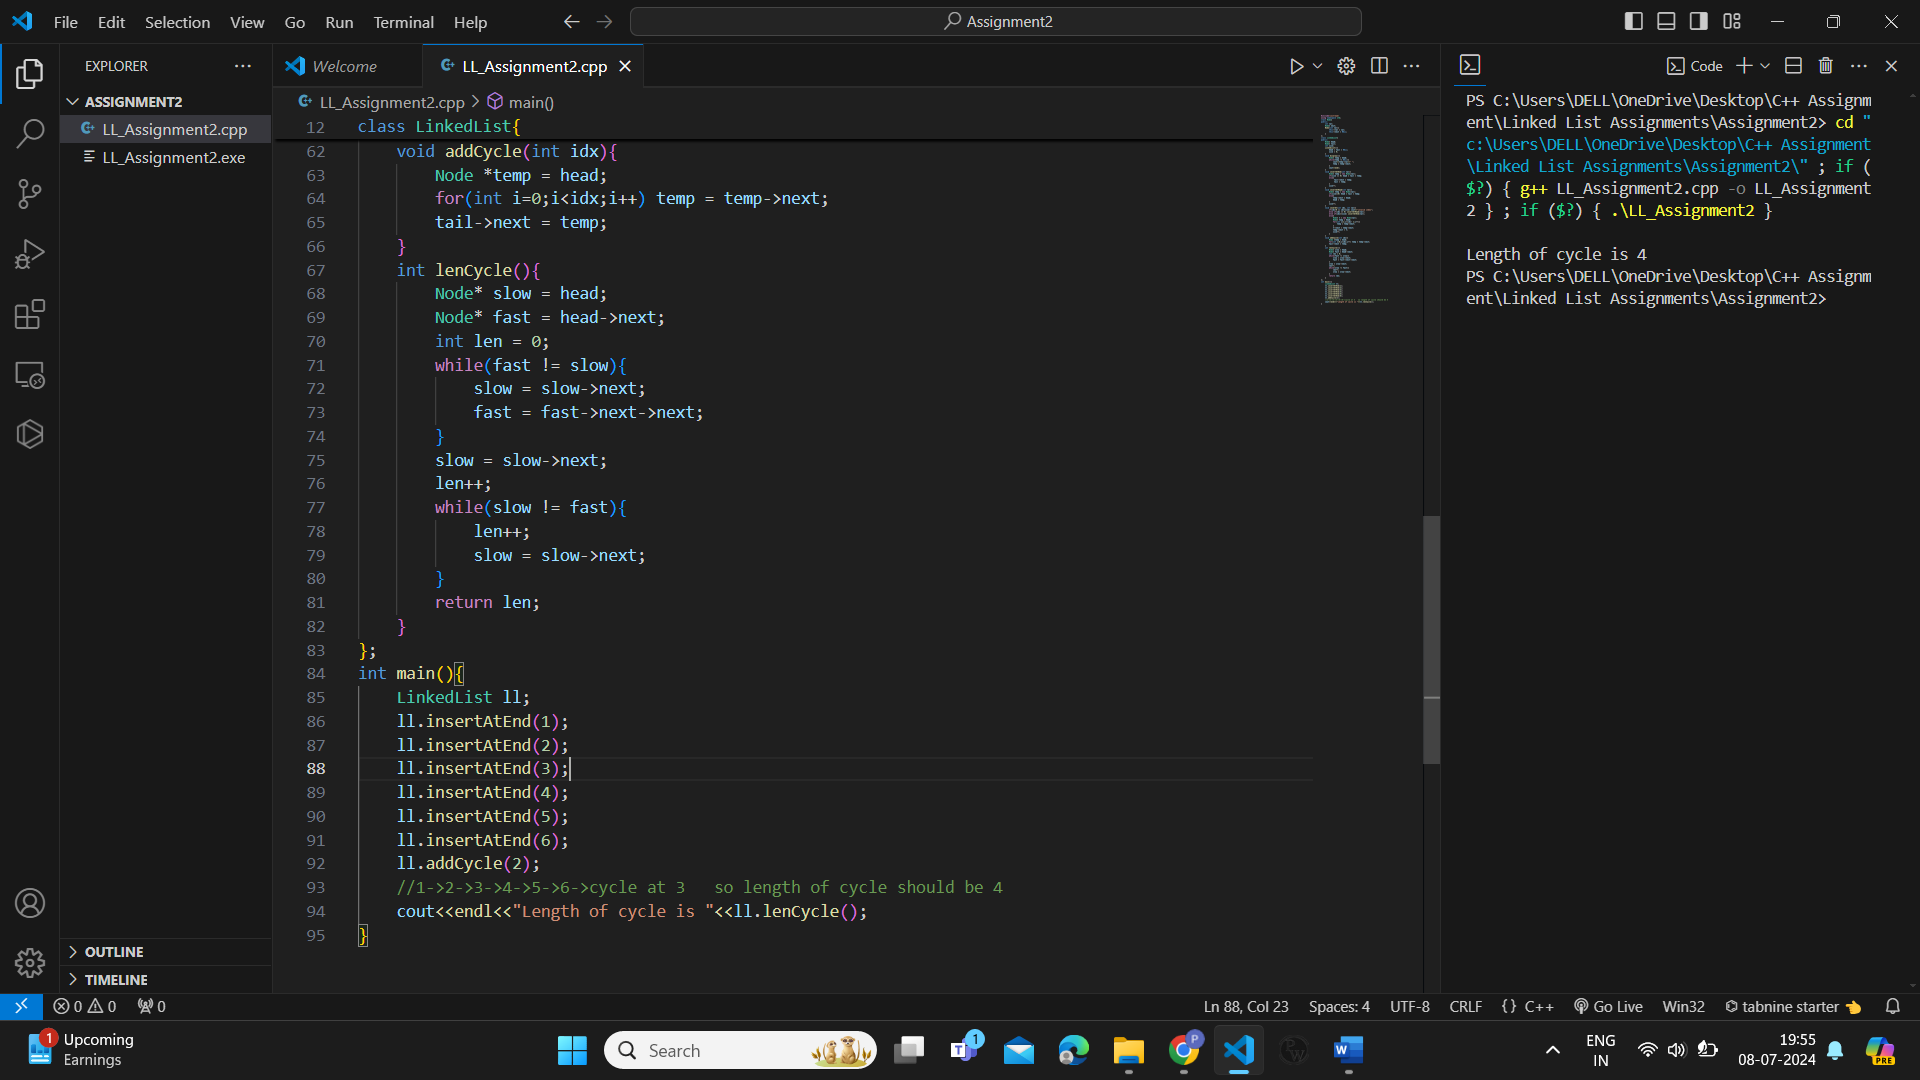 File Edit Selection View Go Run Terminal Help
Assignment2
EXPLORER
ASSIGNMENT2
LL_Assignment2.cpp
LL_Assignment2.exe
OUTLINE
TIMELINE
Welcome
LL_Assignment2.cpp
LL_Assignment2.cpp > main()
12 class LinkedList{
62 void addCycle(int idx){
63 Node *temp = head;
64 for(int i=0;i<idx;i++) temp = temp->next;
65 tail->next = temp;
66 }
67 int lenCycle(){
68 Node* slow = head;
69 Node* fast = head->next;
70 int len = 0;
71 while(fast != slow){
72 slow = slow->next;
73 fast = fast->next->next;
74 }
75 slow = slow->next;
76 len++;
77 while(slow != fast){
78 len++;
79 slow = slow->next;
80 }
81 return len;
82 }
83 };
84 int main(){
85 LinkedList ll;
86 ll.insertAtEnd(1);
87 ll.insertAtEnd(2);
88 ll.insertAtEnd(3);
89 ll.insertAtEnd(4);
90 ll.insertAtEnd(5);
91 ll.insertAtEnd(6);
92 ll.addCycle(2);
93 //1->2->3->4->5->6->cycle at 3   so length of cycle should be 4
94 cout<<endl<<"Length of cycle is "<<ll.lenCycle();
95 }
Code
PS C:\Users\DELL\OneDrive\Desktop\C++ Assignm
ent\Linked List Assignments\Assignment2> cd "
c:\Users\DELL\OneDrive\Desktop\C++ Assignment
\Linked List Assignments\Assignment2\" ; if (
$?) { g++ LL_Assignment2.cpp -o LL_Assignment
2 } ; if ($?) { .\LL_Assignment2 }
Length of cycle is 4
PS C:\Users\DELL\OneDrive\Desktop\C++ Assignm
ent\Linked List Assignments\Assignment2>
0 0 0
Ln 88, Col 23 Spaces: 4 UTF-8 CRLF {} C++ Go Live Win32 tabnine starter
1
Upcoming
Earnings
Search
1
P
PRE
ENG
IN
19:55
08-07-2024